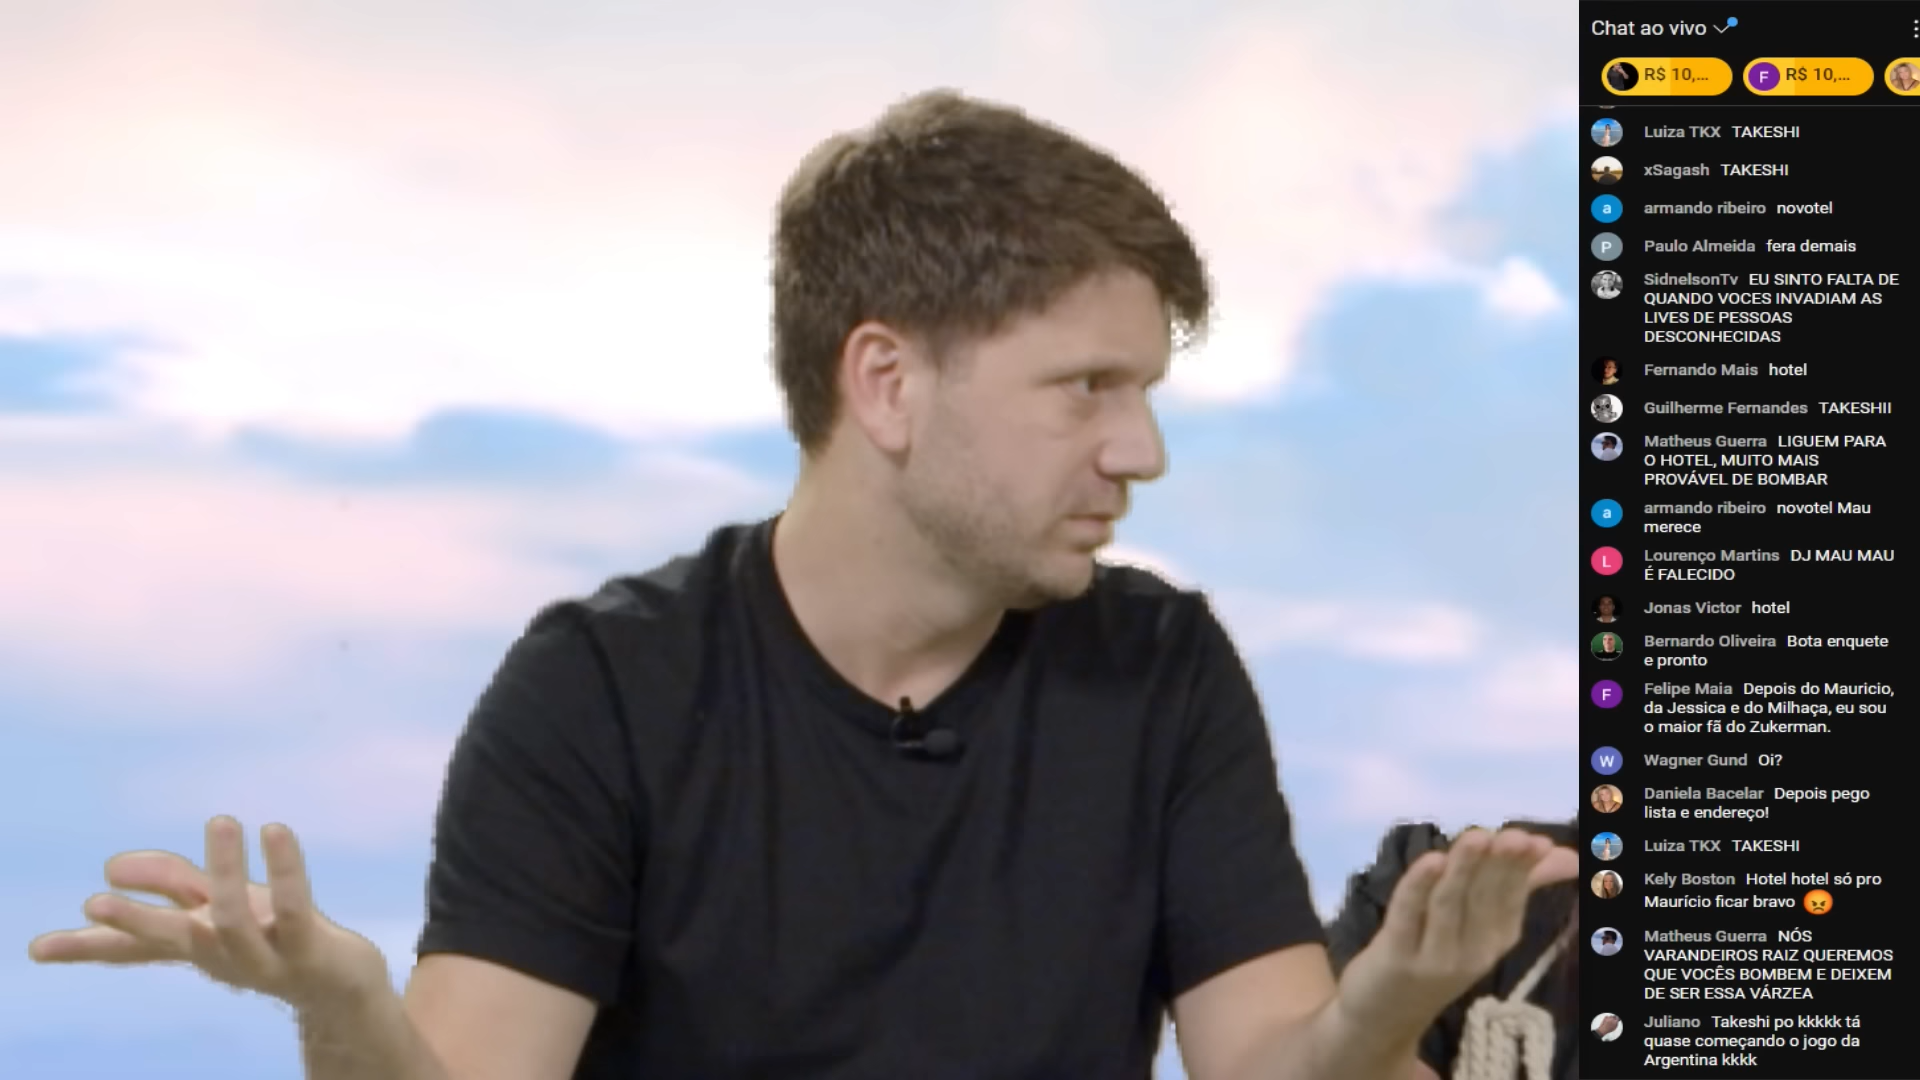 Chat ao vivo
R$ 10,...
F R$ 10,...
Luiza TKX TAKESHI
xSagash TAKESHI
a armando ribeiro novotel
P Paulo Almeida fera demais
SidnelsonTv EU SINTO FALTA DE
QUANDO VOCES INVADIAM AS
LIVES DE PESSOAS
DESCONHECIDAS
Fernando Mais hotel
Guilherme Fernandes TAKESHII
Matheus Guerra LIGUEM PARA
O HOTEL, MUITO MAIS
PROVÁVEL DE BOMBAR
a armando ribeiro novotel Mau
merece
L Lourenço Martins DJ MAU MAU
É FALECIDO
Jonas Victor hotel
Bernardo Oliveira Bota enquete
e pronto
F Felipe Maia Depois do Mauricio,
da Jessica e do Milhaça, eu sou
o maior fã do Zukerman.
W Wagner Gund Oi?
Daniela Bacelar Depois pego
lista e endereço!
Luiza TKX TAKESHI
Kely Boston Hotel hotel só pro
Maurício ficar bravo
Matheus Guerra NÓS
VARANDEIROS RAIZ QUEREMOS
QUE VOCÊS BOMBEM E DEIXEM
DE SER ESSA VÁRZEA
Juliano Takeshi po kkkkk tá
quase começando o jogo da
Argentina kkkk